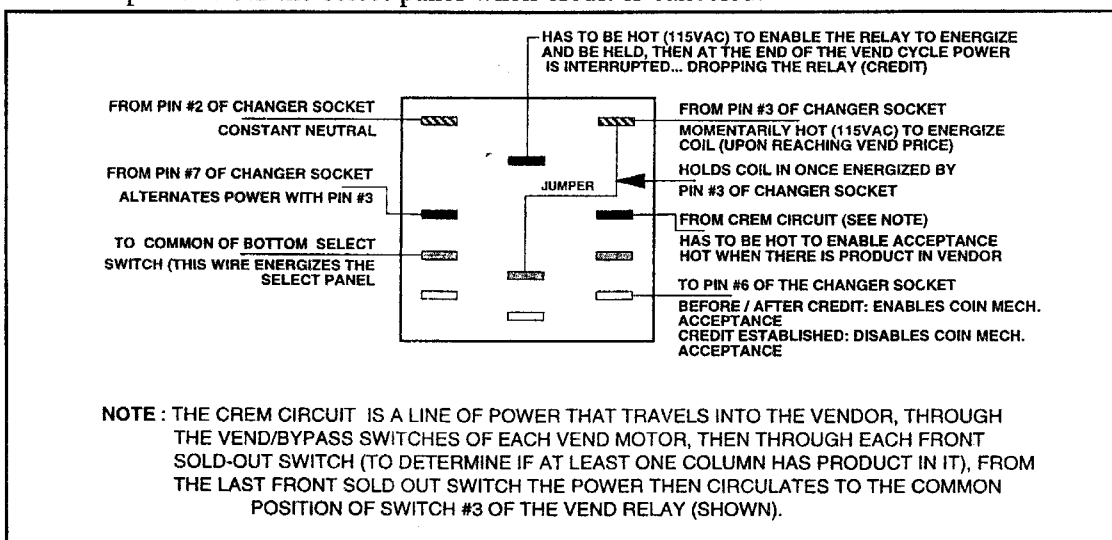 HAS TO BE HOT (115VAC) TO ENABLE THE RELAY TO ENERGIZE
AND BE HELD, THEN AT THE END OF THE VEND CYCLE POWER
IS INTERRUPTED... DROPPING THE RELAY (CREDIT)
FROM PIN #2 OF CHANGER SOCKET
CONSTANT NEUTRAL
FROM PIN #7 OF CHANGER SOCKET
ALTERNATES POWER WITH PIN #3
TO COMMON OF BOTTOM SELECT
SWITCH (THIS WIRE ENERGIZES THE
SELECT PANEL
JUMPER
FROM PIN #3 OF CHANGER SOCKET
MOMENTARILY HOT (115VAC) TO ENERGIZE
COIL (UPON REACHING VEND PRICE)
HOLDS COIL IN ONCE ENERGIZED BY
PIN #3 OF CHANGER SOCKET
FROM CREM CIRCUIT (SEE NOTE)
HAS TO BE HOT TO ENABLE ACCEPTANCE
HOT WHEN THERE IS PRODUCT IN VENDOR
TO PIN #6 OF THE CHANGER SOCKET
BEFORE / AFTER CREDIT: ENABLES COIN MECH.
ACCEPTANCE
CREDIT ESTABLISHED: DISABLES COIN MECH.
ACCEPTANCE
NOTE : THE CREM CIRCUIT IS A LINE OF POWER THAT TRAVELS INTO THE VENDOR, THROUGH
THE VEND/BYPASS SWITCHES OF EACH VEND MOTOR, THEN THROUGH EACH FRONT
SOLD-OUT SWITCH (TO DETERMINE IF AT LEAST ONE COLUMN HAS PRODUCT IN IT), FROM
THE LAST FRONT SOLD OUT SWITCH THE POWER THEN CIRCULATES TO THE COMMON
POSITION OF SWITCH #3 OF THE VEND RELAY (SHOWN).